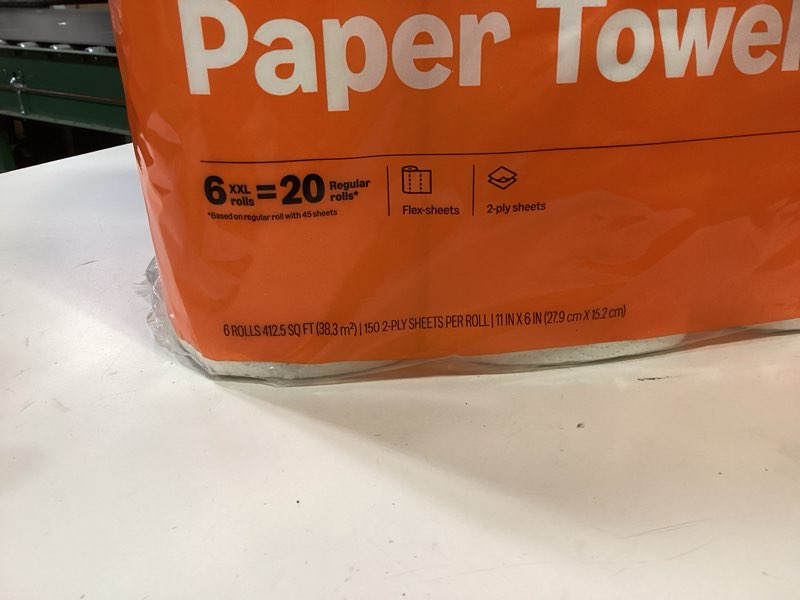 Paper Towel
6 XXL rolls = 20 Regular rolls*
*Based on regular roll with 45 sheets
Flex-sheets
2-ply sheets
6 ROLLS 412.5 SQ FT (38.3 m²) | 150 2-PLY SHEETS PER ROLL | 11 IN X 6 IN (27.9 cm X 15.2 cm)